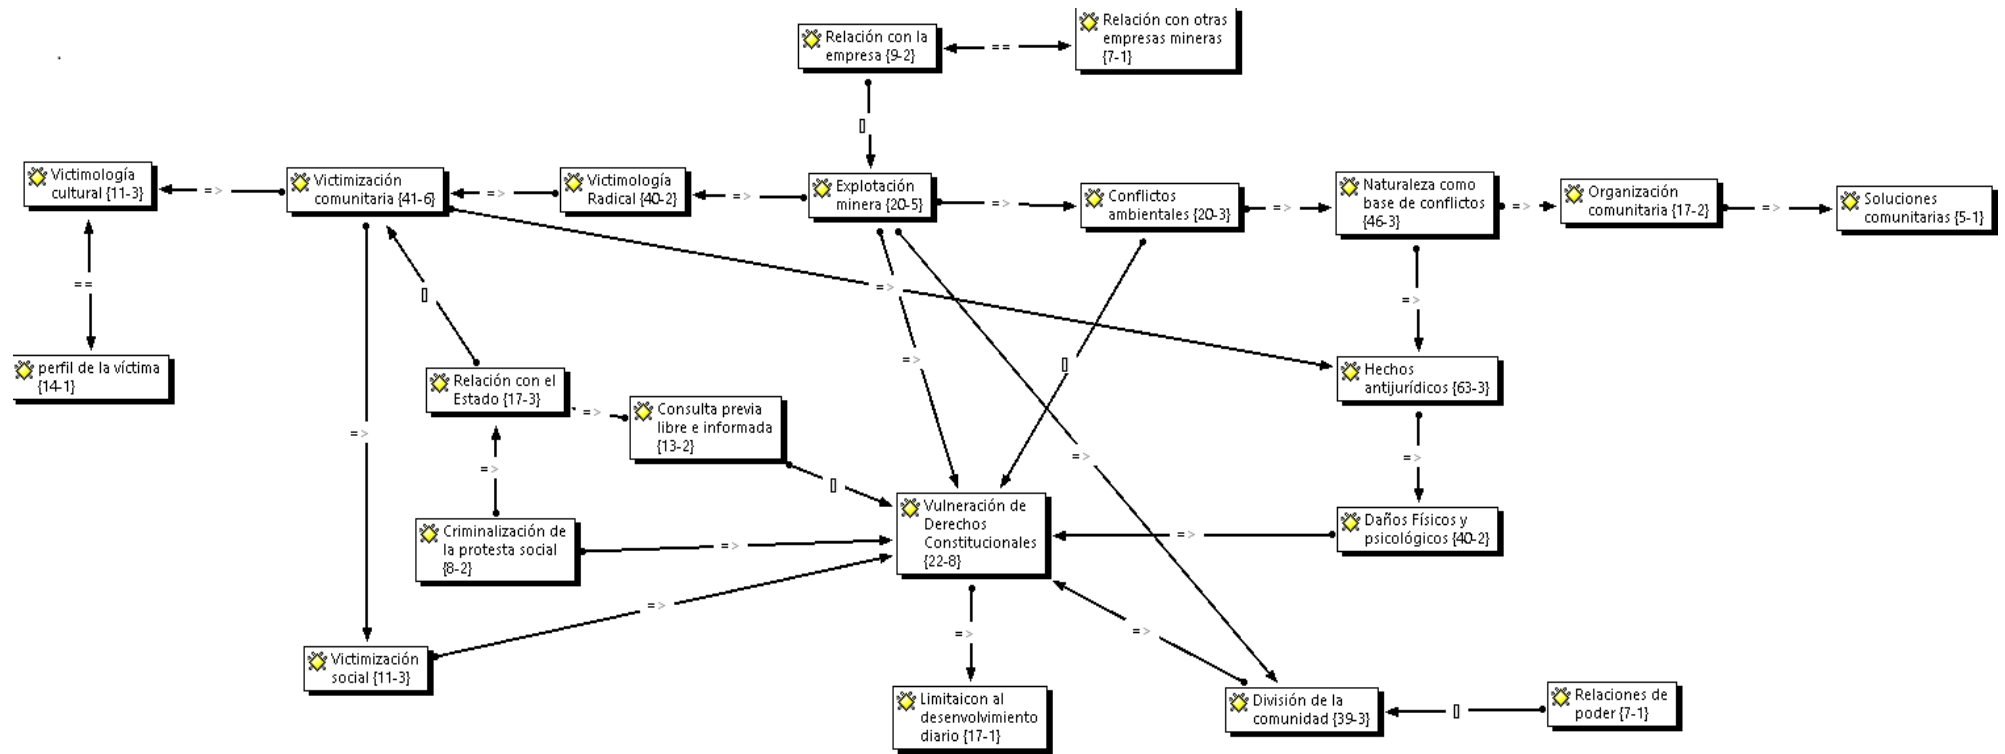 Relación con la
empresa {9-2}
==
Relación con otras
empresas mineras
{7-1}
[]
Victimología
cultural {11-3}
=>
Victimización
comunitaria {41-6}
=>
Victimología
Radical {40-2}
=>
Explotación
minera {20-5}
=>
Conflictos
ambientales {20-3}
=>
Naturaleza como
base de conflictos
{46-3}
=>
Organización
comunitaria {17-2}
=>
Soluciones
comunitarias {5-1}
==
[]
=>
=>
perfil de la víctima
{14-1}
Relación con el
Estado {17-3}
=>
Consulta previa
libre e informada
{13-2}
=>
[]
Hechos
antijurídicos {63-3}
=>
=>
[]
=>
=>
Criminalización de
la protesta social
{8-2}
=>
Vulneración de
Derechos
Constitucionales
{22-8}
=>
Daños Físicos y
psicológicos {40-2}
=>
=>
=>
Victimización
social {11-3}
Limitaicon al
desenvolvimiento
diario {17-1}
División de la
comunidad {39-3}
[]
Relaciones de
poder {7-1}